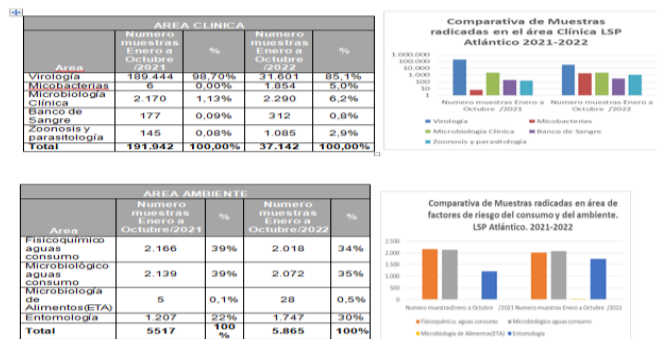 AREA CLINICA
Area
Numero muestras Enero a Octubre /2021
%
Numero muestras Enero a Octubre /2022
%
Virología 189.444 98,70% 31.601 85,1%
Micobacterias 6 0,00% 1.854 5,0%
Microbiología Clínica 2.170 1,13% 2.290 6,2%
Banco de Sangre 177 0,09% 312 0,8%
Zoonosis y parasitología 145 0,08% 1.085 2,9%
Total 191.942 100,00% 37.142 100,00%
Comparativa de Muestras
radicadas en el área Clínica LSP
Atlántico 2021-2022
1.000.000
100.000
10.000
1.000
100
10
1
Numero muestras Enero a Octubre /2021
Numero muestras Enero a Octubre /2022
Virología
Micobacterias
Microbiología Clínica
Banco de Sangre
Zoonosis y parasitología
AREA AMBIENTE
Area
Numero muestras Enero a Octubre/2021
%
Numero muestras Enero a Octubre/2022
%
Fisicoquímico aguas consumo 2.166 39% 2.018 34%
Microbiológico aguas consumo 2.139 39% 2.072 35%
Microbiología de Alimentos(ETA) 5 0,1% 28 0,5%
Entomología 1.207 22% 1.747 30%
Total 5517 100 % 5.865 100%
Comparativa de Muestras radicadas en área de
factores de riesgo del consumo y del ambiente.
LSP Atlántico. 2021-2022
2.500
2.000
1.500
1.000
500
0
Numero muestrasEnero a Octubre /2021
Numero muestras Enero a Octubre /2022
Fisicoquímico. aguas consumo
Microbiológico aguas consumo
Microbiología de Alimentos(ETA)
Entomología